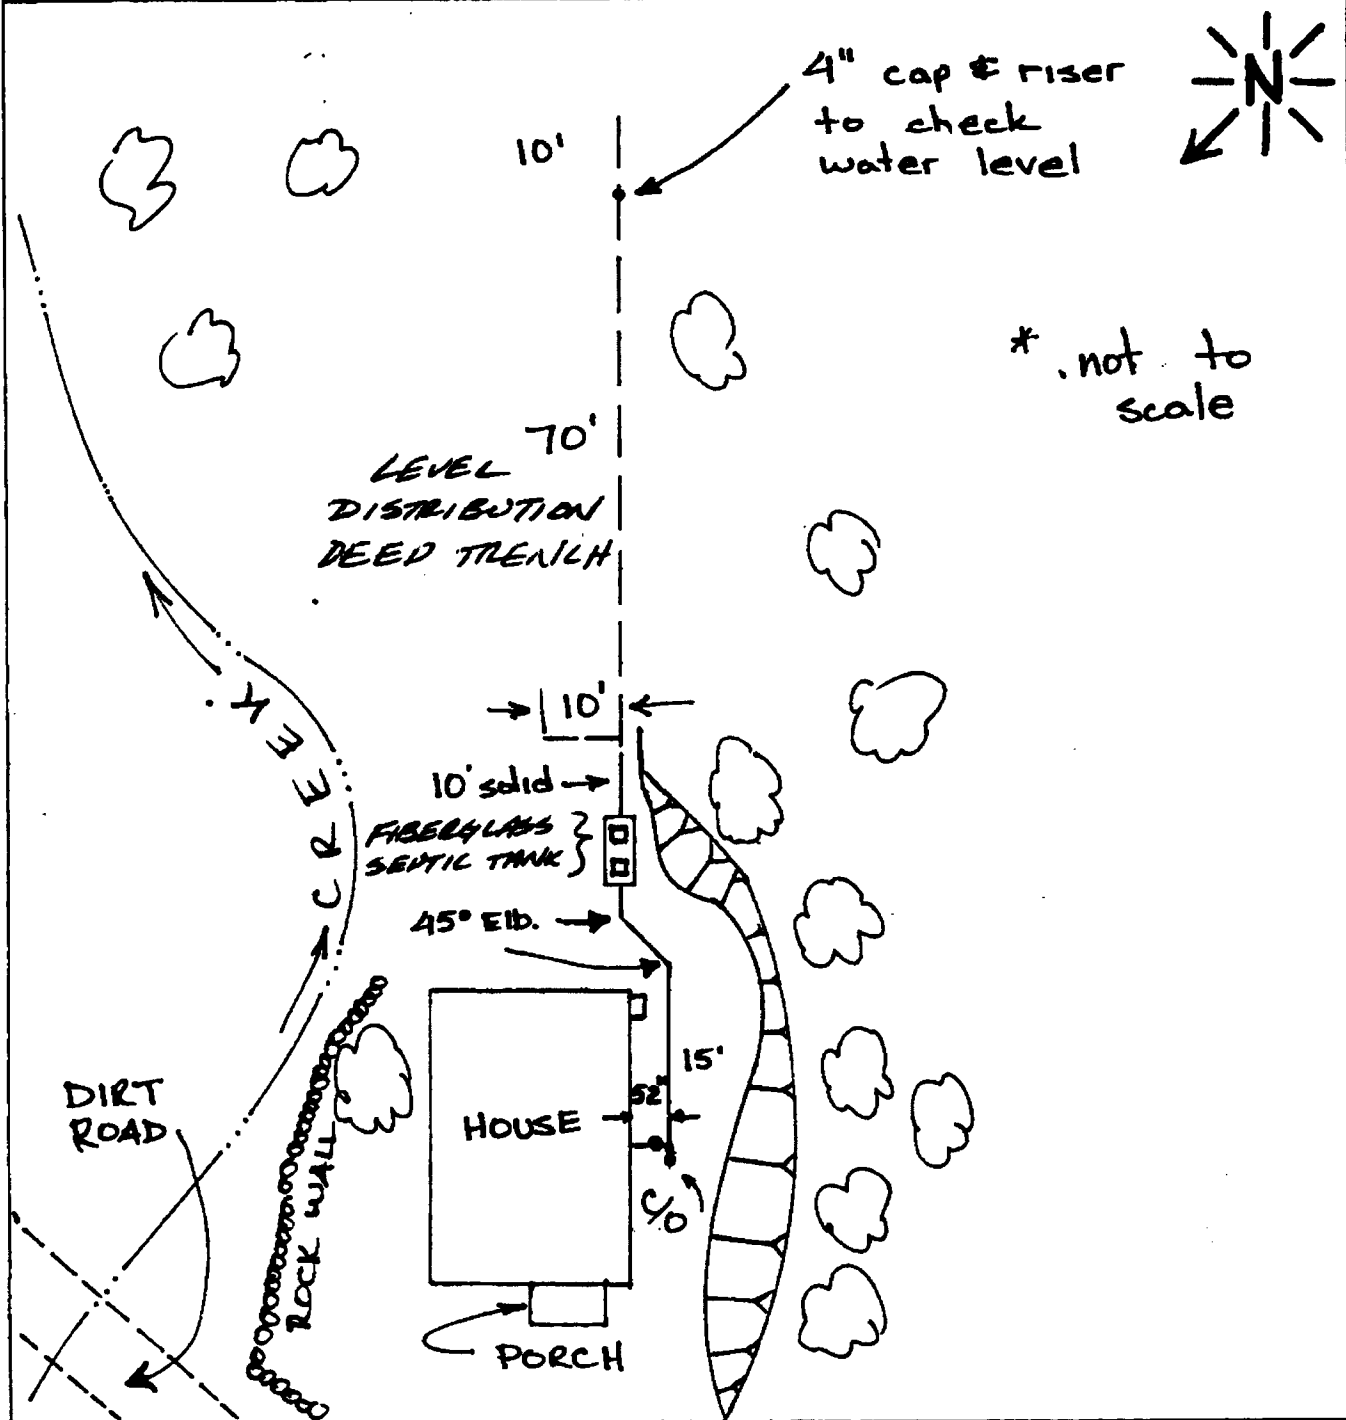 4" cap & riser
to check
water level
N
10'
* not to
scale
70'
LEVEL
DISTRIBUTION
DEED TRENCH
10'
10' solid
FIBERGLASS
SEPTIC TANK
CREEK
45° Elb.
15'
52"
HOUSE
C/O
DIRT
ROAD
ROCK WALL
PORCH